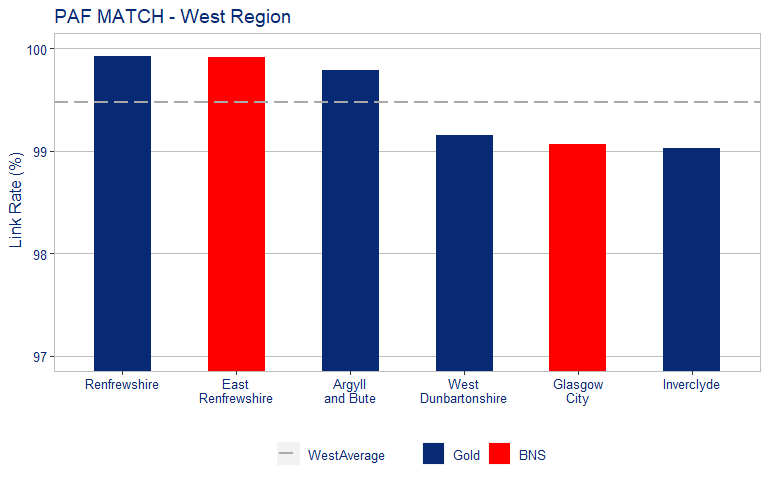 PAF MATCH - West Region
Link Rate (%)
100
99
98
97
Renfrewshire
East
Renfrewshire
Argyll
and Bute
West
Dunbartonshire
Glasgow
City
Inverclyde
WestAverage
Gold
BNS